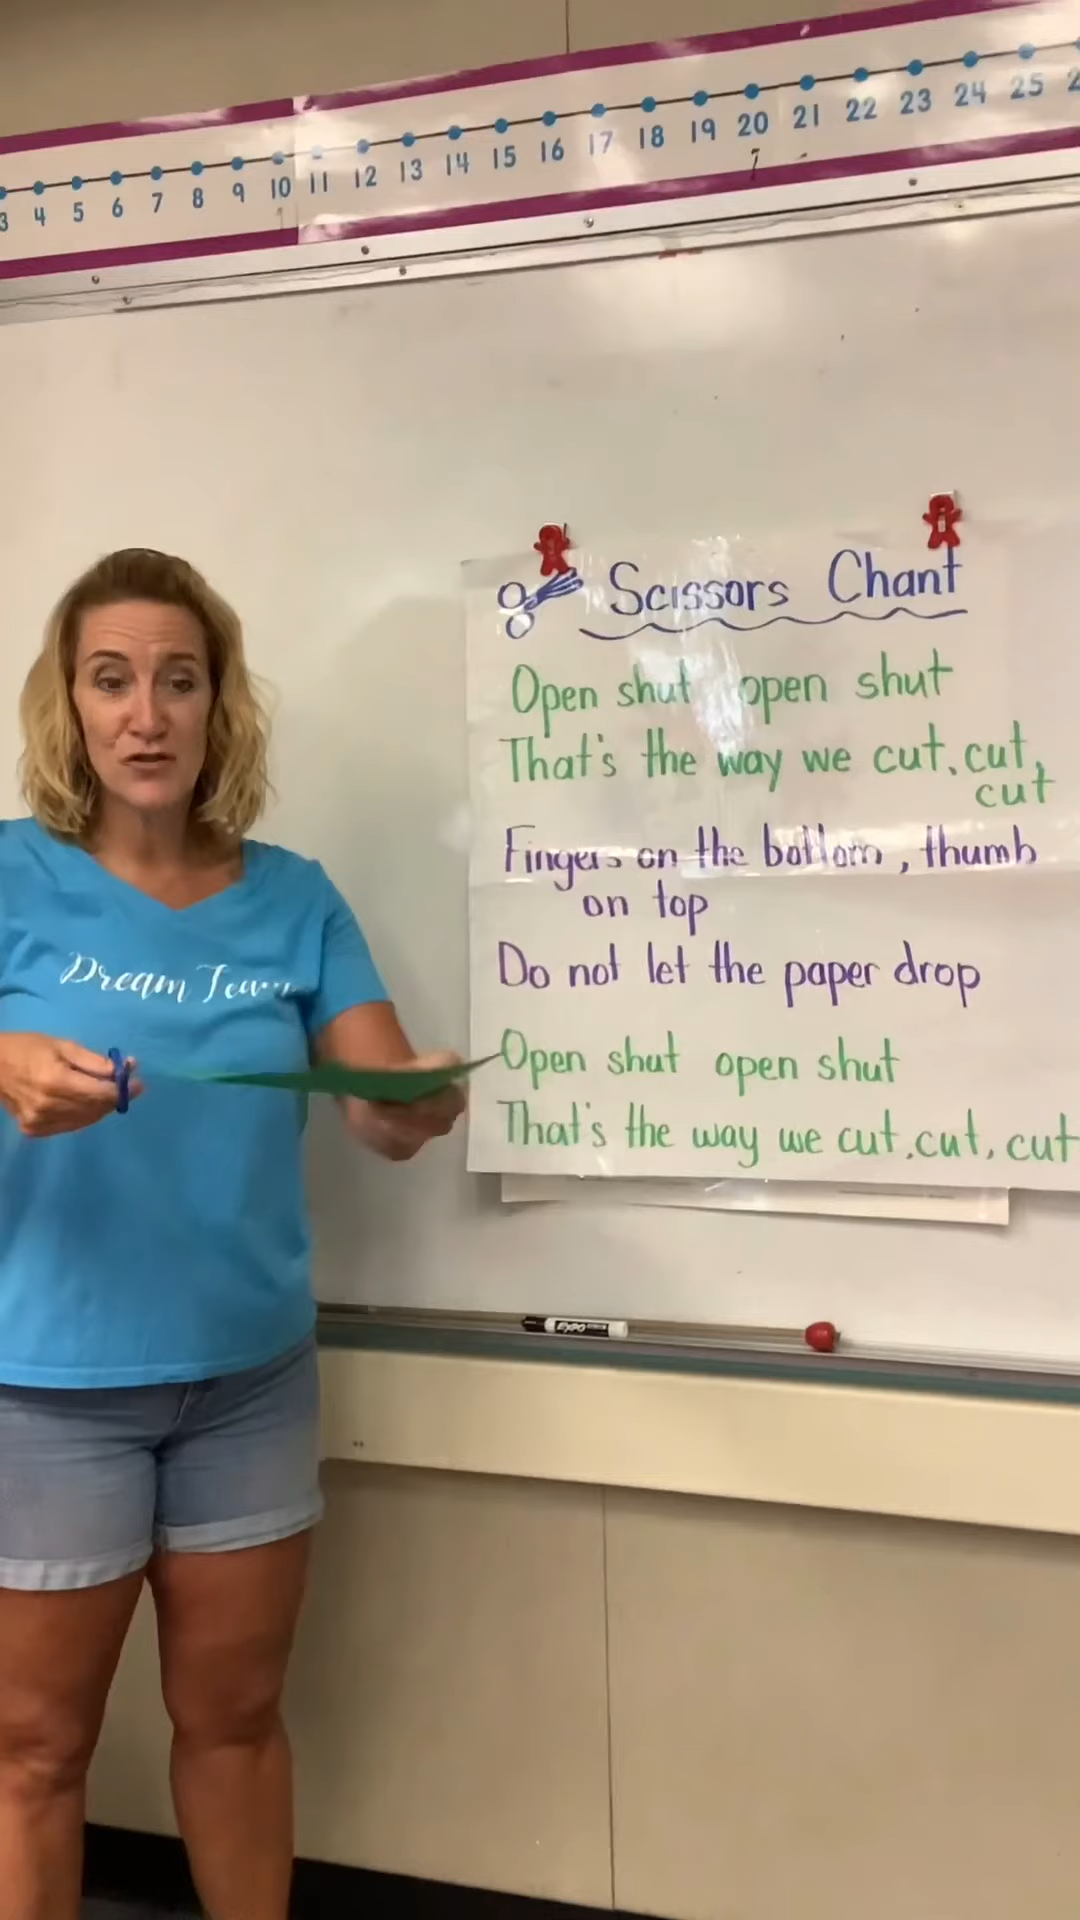 3 4 5 6 7 8 9 10 11 12 13 14 15 16 17 18 19 20 21 22 23 24 25
Scissors Chant
Open shut open shut
That's the way we cut, cut,
cut
Fingers on the bottom, thumb
on top
Do not let the paper drop
Open shut open shut
That's the way we cut, cut, cut
Dream Team
EXPO